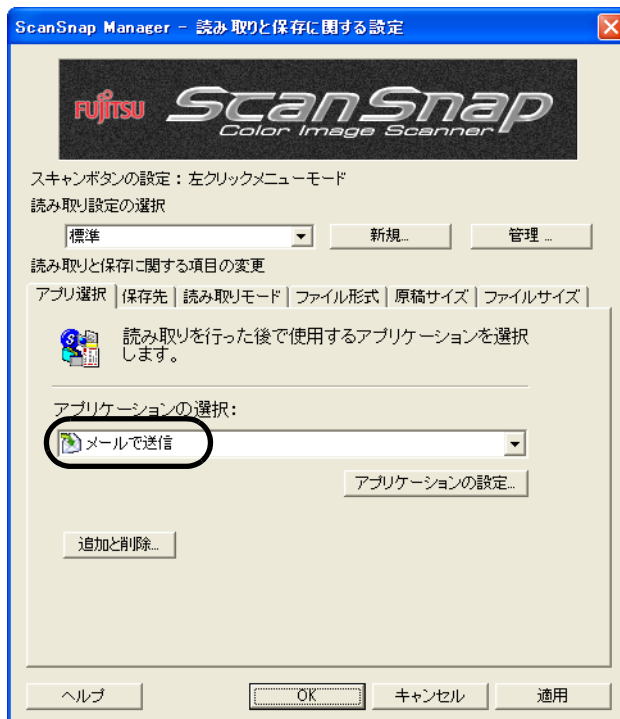 ScanSnap Manager - 読み取りと保存に関する設定
FUJITSU ScanSnap
Color Image Scanner
スキャンボタンの設定：左クリックメニューモード
読み取り設定の選択
標準 新規... 管理 ...
読み取りと保存に関する項目の変更
アプリ選択 保存先 読み取りモード ファイル形式 原稿サイズ ファイルサイズ
読み取りを行った後で使用するアプリケーションを選択
します。
アプリケーションの選択:
メールで送信
アプリケーションの設定...
追加と削除...
ヘルプ OK キャンセル 適用